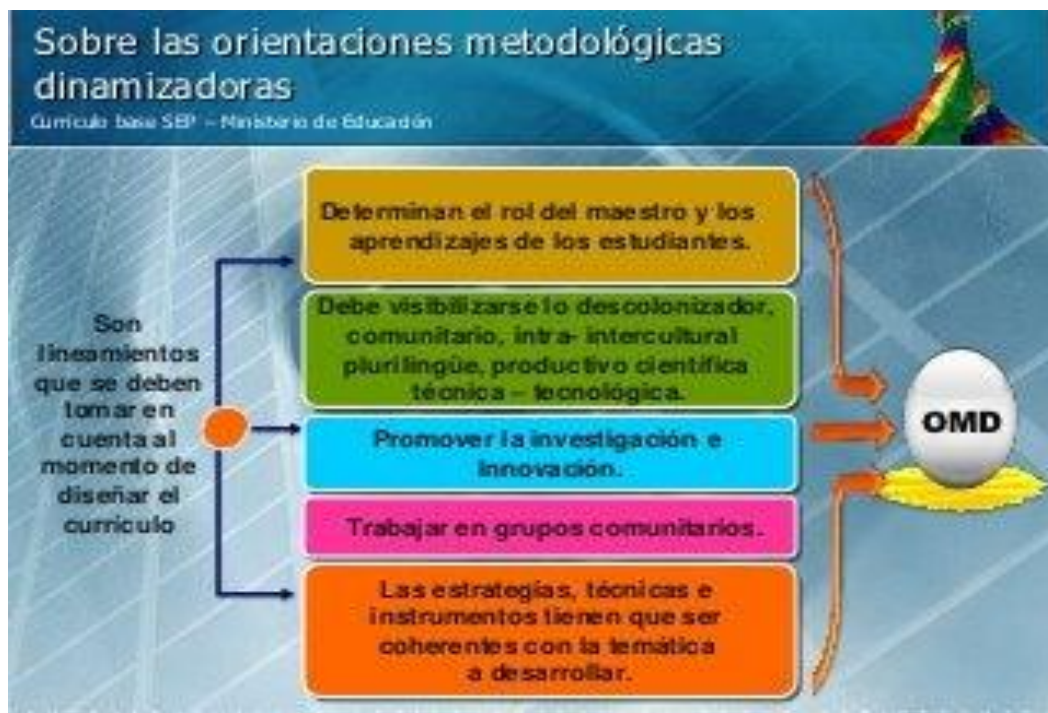 Sobre las orientaciones metodológicas
dinamizadoras
Currículo base SEP – Ministerio de Educación
Son
lineamientos
que se deben
tomar en
cuenta al
momento de
diseñar el
currículo
Determinan el rol del maestro y los
aprendizajes de los estudiantes.
Debe visibilizarse lo descolonizador,
comunitario, intra- intercultural
plurilingüe, productivo científica
técnica – tecnológica.
Promover la investigación e
innovación.
Trabajar en grupos comunitarios.
Las estrategias, técnicas e
instrumentos tienen que ser
coherentes con la temática
a desarrollar.
OMD